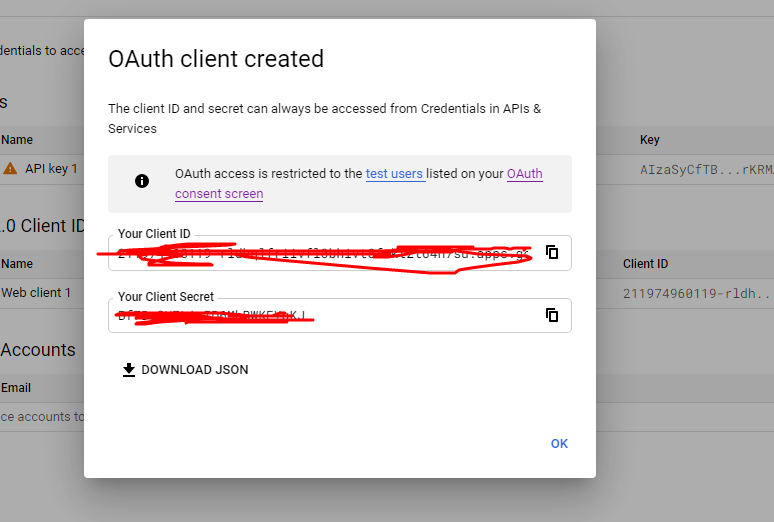 OAuth client created
The client ID and secret can always be accessed from Credentials in APIs &
Services
OAuth access is restricted to the test users listed on your OAuth
consent screen
Your Client ID
Your Client Secret
DOWNLOAD JSON
OK
dentials to acce
s
Name
Key
API key 1
AIzaSyCfTB...rKRM
.0 Client ID
Name
Client ID
Web client 1
211974960119-rldh..
Accounts
Email
ce accounts to